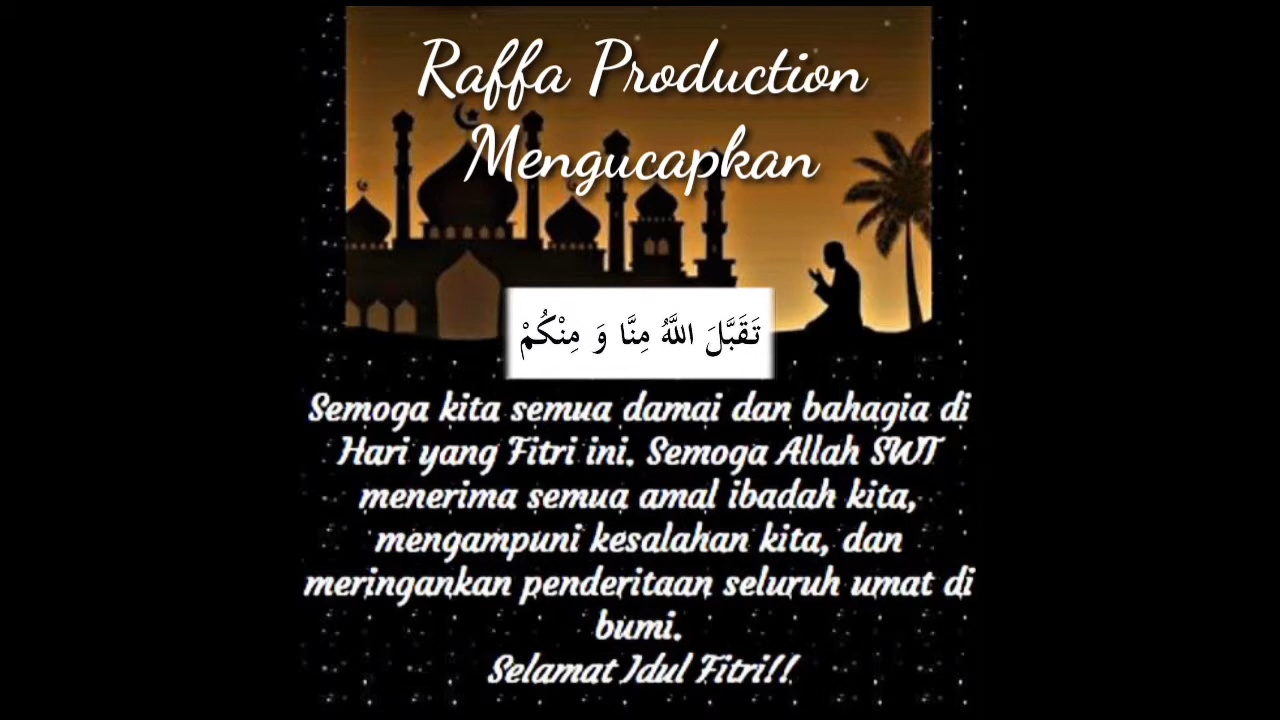 Raffa Production
Mengucapkan
تَقَبَّلَ اللَّهُ مِنَّا وَ مِنْكُمْ
Semoga kita semua damai dan bahagia di
Hari yang Fitri ini. Semoga Allah SWT
menerima semua amal ibadah kita,
mengampuni kesalahan kita, dan
meringankan penderitaan seluruh umat di
bumi.
Selamat Idul Fitri!!